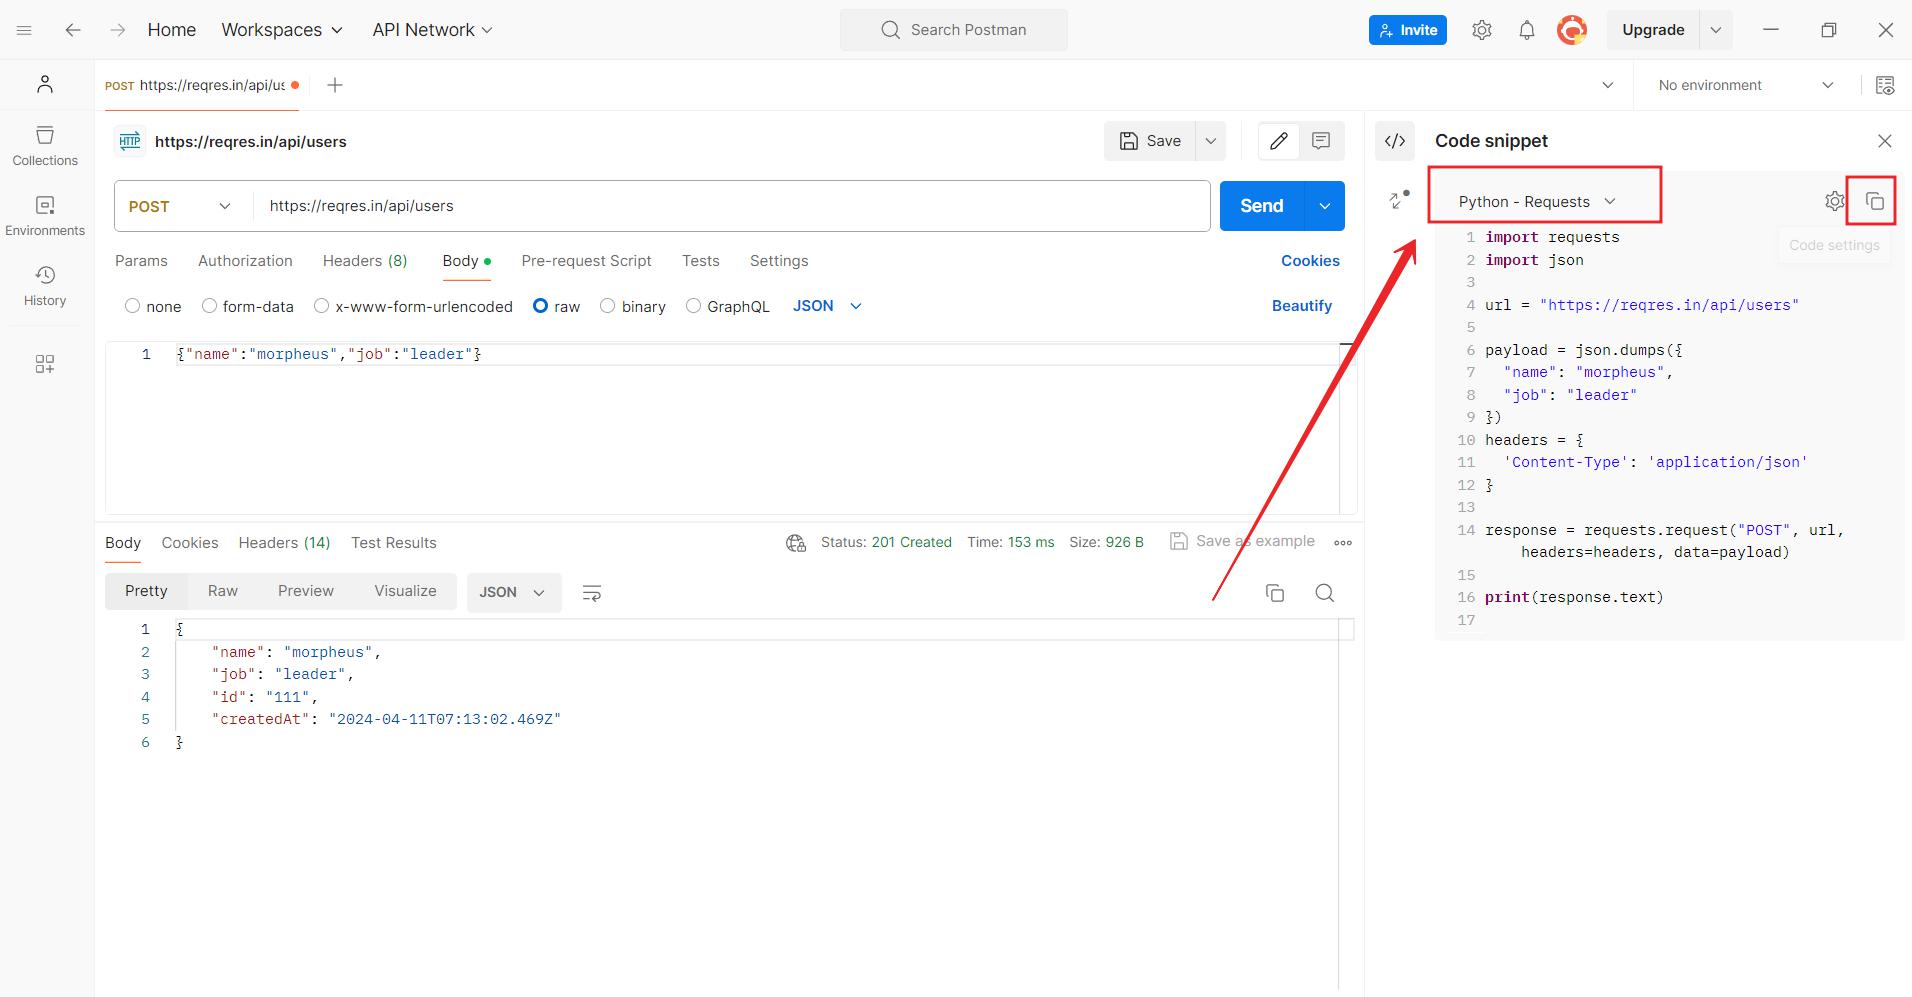 Home Workspaces API Network Search Postman Invite Upgrade
POST https://reqres.in/api/us No environment
Collections
Environments
History
HTTP https://reqres.in/api/users Save
POST https://reqres.in/api/users Send
Params Authorization Headers (8) Body Pre-request Script Tests Settings Cookies
none form-data x-www-form-urlencoded raw binary GraphQL JSON Beautify
1 {"name":"morpheus","job":"leader"}
Body Cookies Headers (14) Test Results Status: 201 Created Time: 153 ms Size: 926 B Save as example
Pretty Raw Preview Visualize JSON
1 {
2 "name": "morpheus",
3 "job": "leader",
4 "id": "111",
5 "createdAt": "2024-04-11T07:13:02.469Z"
6 }
Code snippet
Python - Requests
Code settings
1 import requests
2 import json
3
4 url = "https://reqres.in/api/users"
5
6 payload = json.dumps({
7 "name": "morpheus",
8 "job": "leader"
9 })
10 headers = {
11 'Content-Type': 'application/json'
12 }
13
14 response = requests.request("POST", url,
headers=headers, data=payload)
15
16 print(response.text)
17